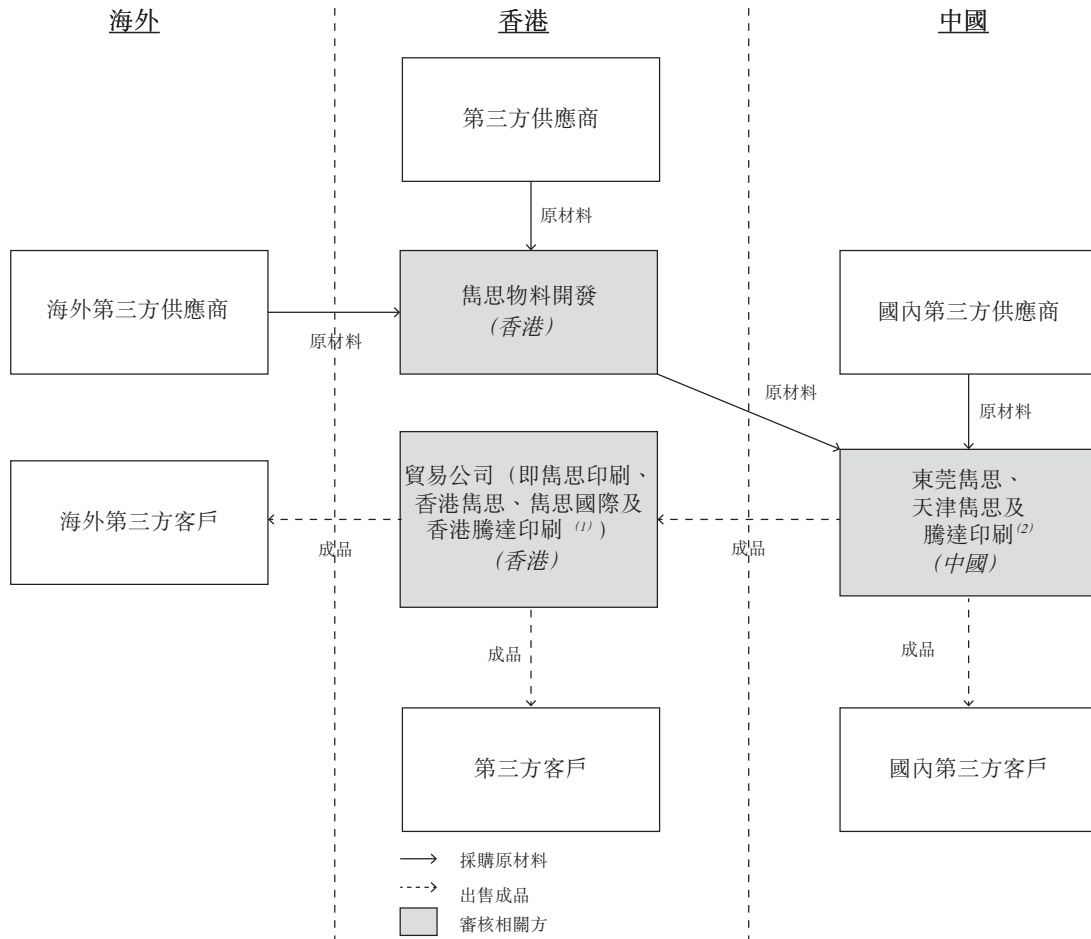 海外
香港
中國
第三方供應商
原材料
海外第三方供應商
原材料
雋思物料開發
(香港)
原材料
國內第三方供應商
原材料
海外第三方客戶
成品
貿易公司(即雋思印刷、
香港雋思、雋思國際及
香港騰達印刷(1))
(香港)
成品
東莞雋思、
天津雋思及
騰達印刷(2)
(中國)
成品
成品
第三方客戶
國內第三方客戶
採購原材料
出售成品
審核相關方